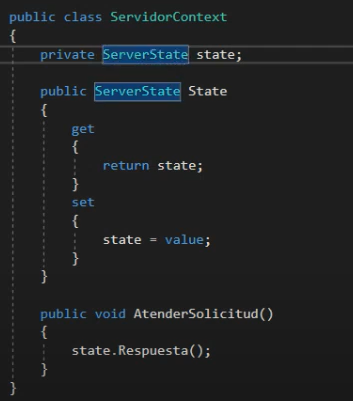 public class ServidorContext
{
private ServerState state;
public ServerState State
{
get
{
return state;
}
set
{
state = value;
}
}
public void AtenderSolicitud()
{
state.Respuesta();
}
}